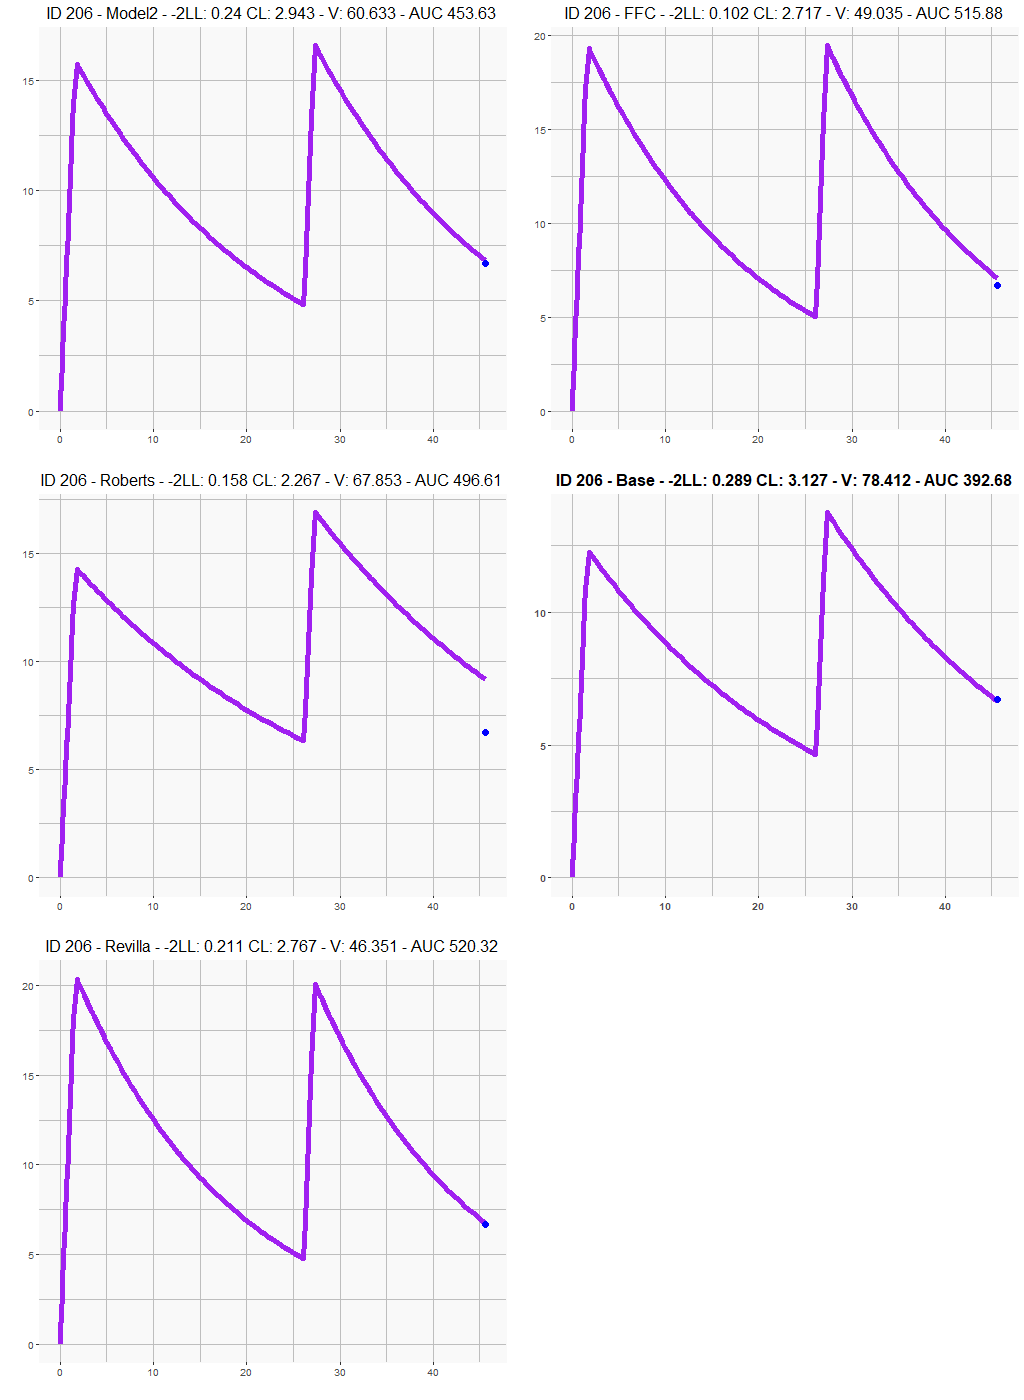 ID 206 - Model2 - -2LL: 0.24 CL: 2.943 - V: 60.633 - AUC 453.63
15
10
5
0
0 10 20 30 40
ID 206 - FFC - -2LL: 0.102 CL: 2.717 - V: 49.035 - AUC 515.88
20
15
10
5
0
0 10 20 30 40
ID 206 - Roberts - -2LL: 0.158 CL: 2.267 - V: 67.853 - AUC 496.61
15
10
5
0
0 10 20 30 40
ID 206 - Base - -2LL: 0.289 CL: 3.127 - V: 78.412 - AUC 392.68
10
5
0
0 10 20 30 40
ID 206 - Revilla - -2LL: 0.211 CL: 2.767 - V: 46.351 - AUC 520.32
20
15
10
5
0
0 10 20 30 40